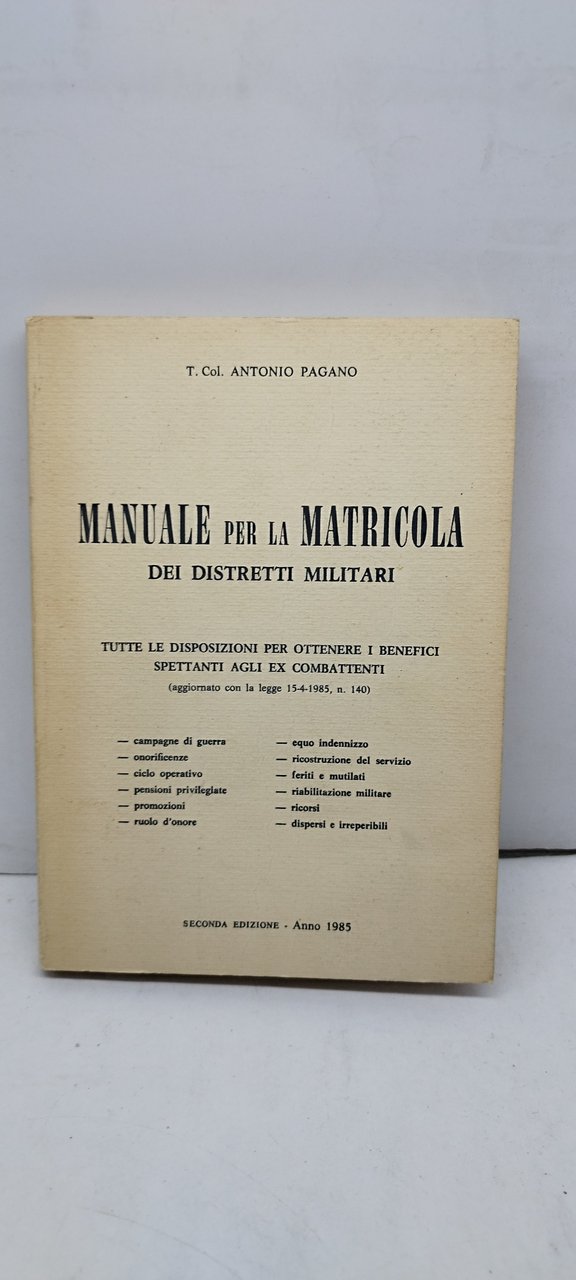 T. Col. ANTONIO PAGANO
MANUALE PER LA MATRICOLA
DEI DISTRETTI MILITARI
TUTTE LE DISPOSIZIONI PER OTTENERE I BENEFICI
SPETTANTI AGLI EX COMBATTENTI
(aggiornato con la legge 15-4-1985, n. 140)
— campagne di guerra
— onorificenze
— ciclo operativo
— pensioni privilegiate
— promozioni
— ruolo d'onore
— equo indennizzo
— ricostruzione del servizio
— feriti e mutilati
— riabilitazione militare
— ricorsi
— dispersi e irreperibili
SECONDA EDIZIONE - Anno 1985